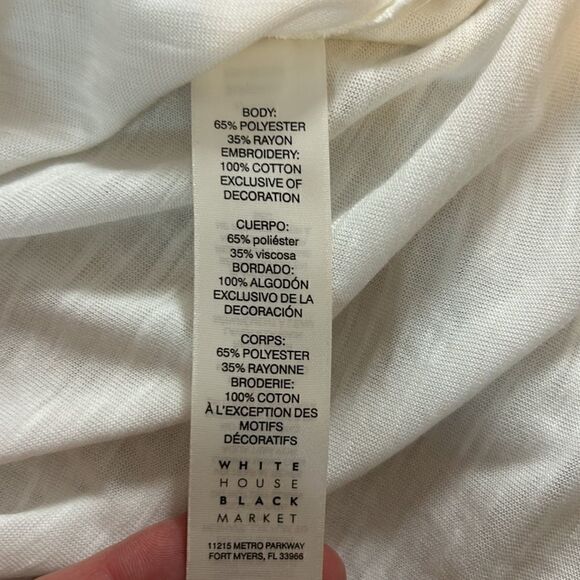 BODY:
65% POLYESTER
35% RAYON
EMBROIDERY:
100% COTTON
EXCLUSIVE OF
DECORATION
CUERPO:
65% poliéster
35% viscosa
BORDADO:
100% ALGODÓN
EXCLUSIVO DE LA
DECORACIÓN
CORPS:
65% POLYESTER
35% RAYONNE
BRODERIE:
100% COTON
À L'EXCEPTION DES
MOTIFS
DÉCORATIFS
WHITE
HOUSE
BLACK
MARKET
11215 METRO PARKWAY
FORT MYERS, FL 33966